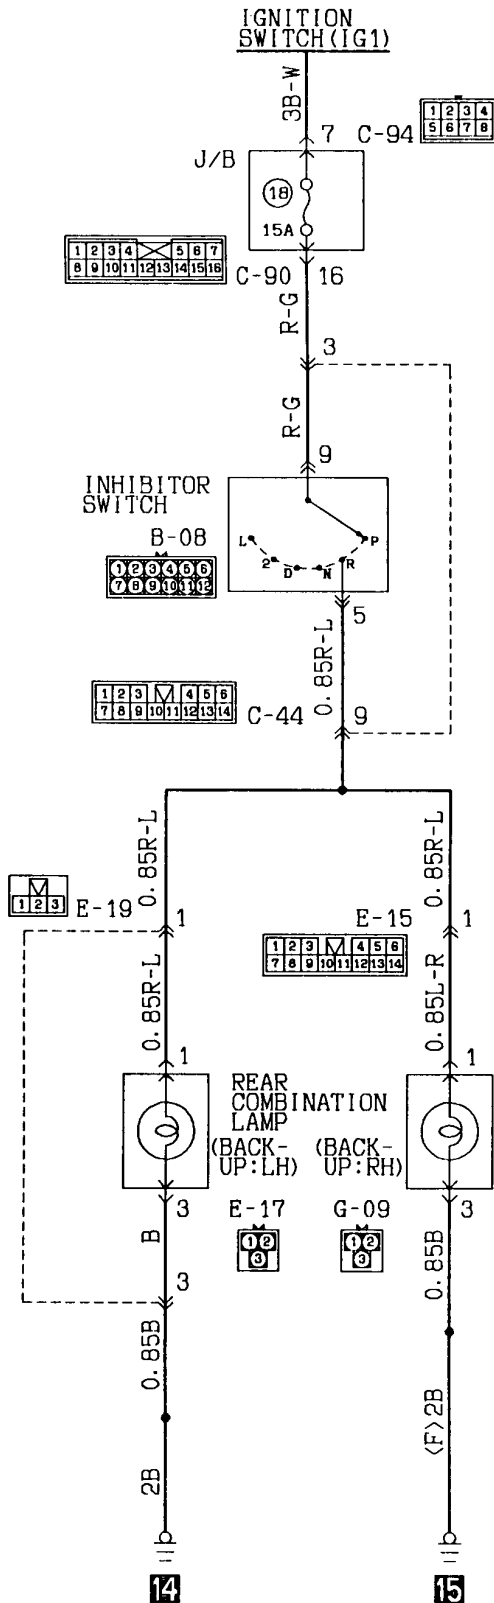 IGNITION
SWITCH(IG1)
3B-W
7
C-94
1 2 3 4
5 6 7 8
J/B
18
15A
1 2 3 4 5 6 7
8 9 10 11 12 13 14 15 16
C-90
16
R-G
3
R-G
9
INHIBITOR
SWITCH
B-08
1 2 3 4 5 6
7 8 9 10 11 12
L 2 D N R P
5
0.85R-L
1 2 3 4 5 6
7 8 9 10 11 12 13 14
C-44
9
0.85R-L
0.85R-L
1 2 3
E-19
1
E-15
1
1 2 3 4 5 6
7 8 9 10 11 12 13 14
0.85R-L
0.85L-R
1
1
REAR
COMBINATION
LAMP
(BACK-
UP:LH)
(BACK-
UP:RH)
3
E-17
G-09
3
1 2
3
1 2
3
B
0.85B
3
0.85B
<F>2B
2B
14
15